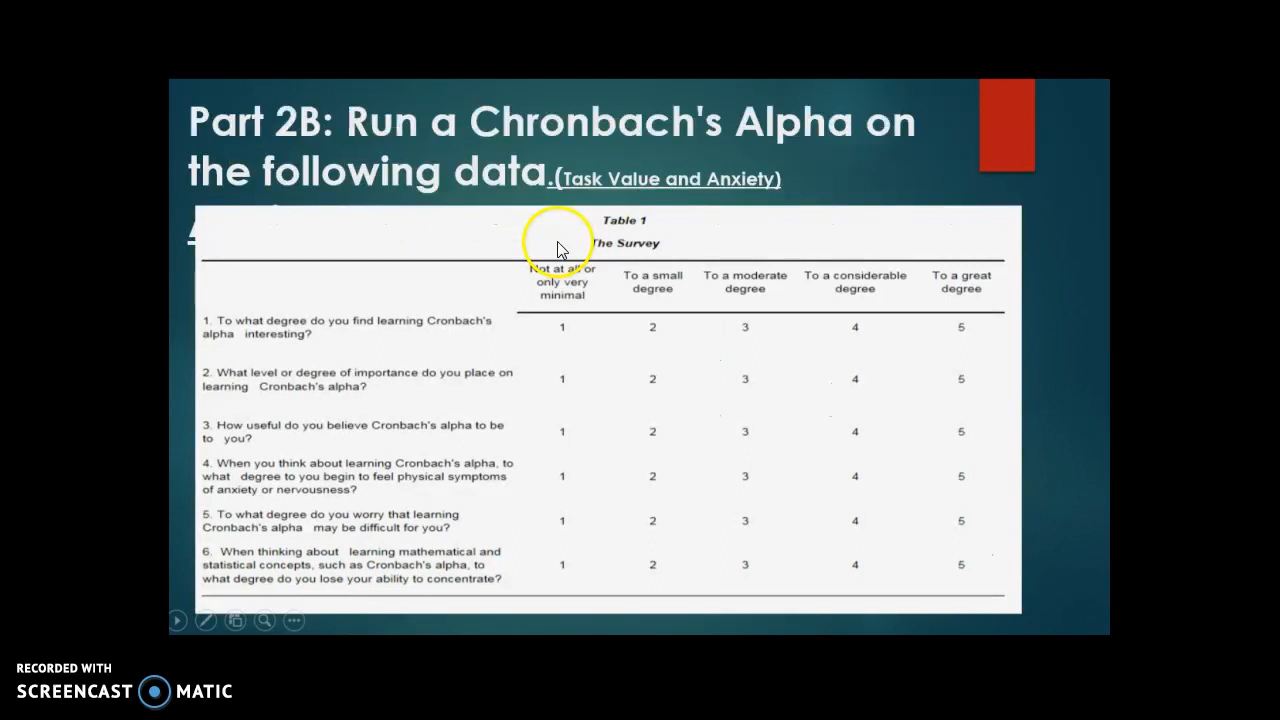 Part 2B: Run a Chronbach's Alpha on
the following data.(Task Value and Anxiety)
Table 1
The Survey
Not at all or only very minimal
To a small degree
To a moderate degree
To a considerable degree
To a great degree
1. To what degree do you find learning Cronbach's
alpha interesting?
1 2 3 4 5
2. What level or degree of importance do you place on
learning Cronbach's alpha?
1 2 3 4 5
3. How useful do you believe Cronbach's alpha to be
to you?
1 2 3 4 5
4. When you think about learning Cronbach's alpha, to
what degree to you begin to feel physical symptoms
of anxiety or nervousness?
1 2 3 4 5
5. To what degree do you worry that learning
Cronbach's alpha may be difficult for you?
1 2 3 4 5
6. When thinking about learning mathematical and
statistical concepts, such as Cronbach's alpha, to
what degree do you lose your ability to concentrate?
1 2 3 4 5
RECORDED WITH
SCREENCAST MATIC